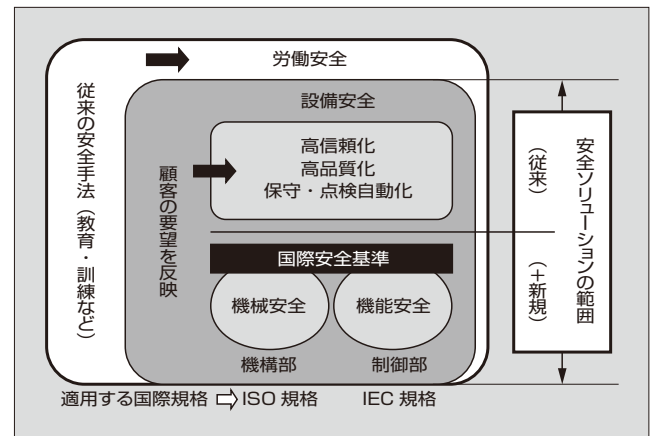 労働安全
従来の安全手法（教育・訓練など）
設備安全
顧客の要望を反映
高信頼化
高品質化
保守・点検自動化
国際安全基準
機械安全
機能安全
機構部
制御部
安全ソリューションの範囲
（従来）
（＋新規）
適用する国際規格 ⇨ ISO 規格 IEC 規格